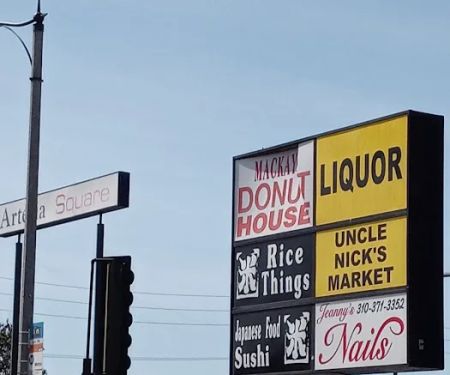 Artesia Square
MACKAY
DONUT
HOUSE
LIQUOR
Rice
Things
UNCLE
NICK'S
MARKET
Japanese Food
Sushi
Jeanny's 310-371-3352
Nails